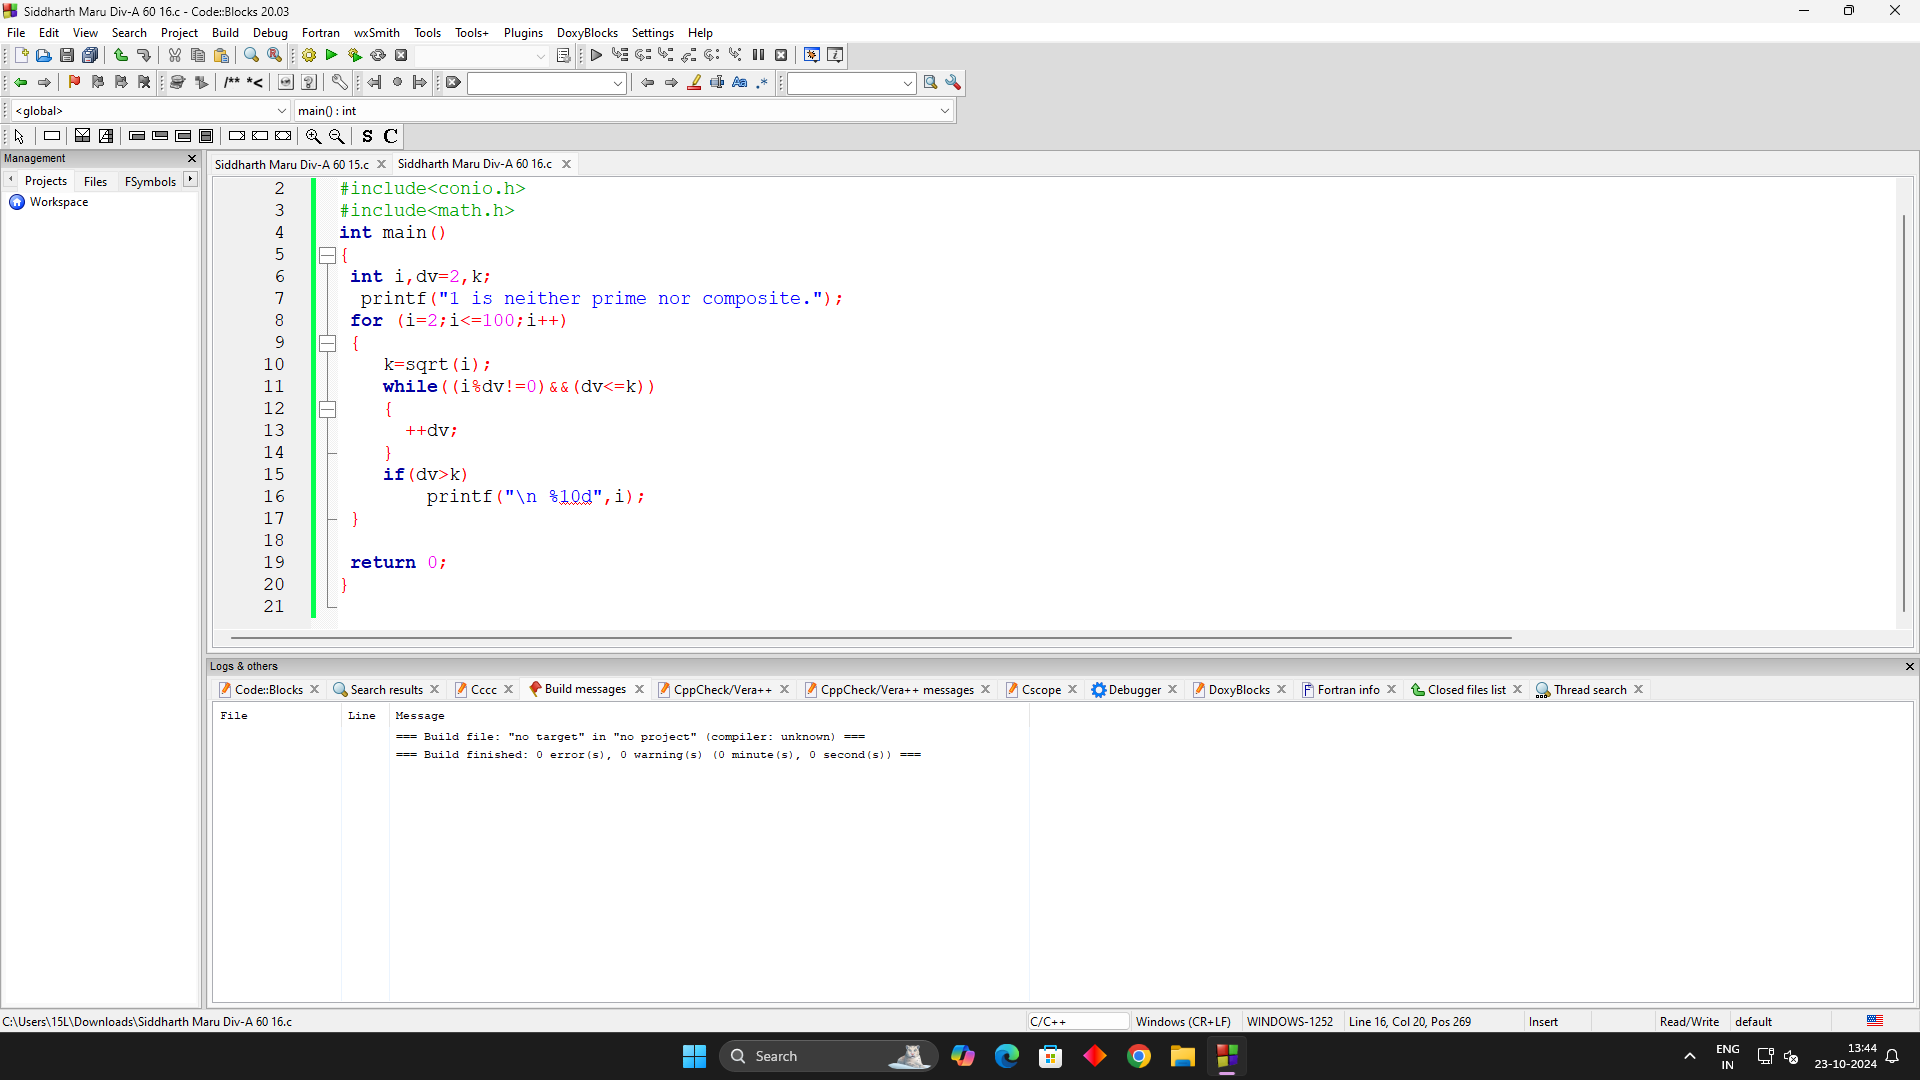 Siddharth Maru Div-A 60 16.c - Code::Blocks 20.03
File Edit View Search Project Build Debug Fortran wxSmith Tools Tools+ Plugins DoxyBlocks Settings Help
/** *<
<global> main() : int
S C
Management
Siddharth Maru Div-A 60 15.c Siddharth Maru Div-A 60 16.c
Projects Files FSymbols
Workspace
2 #include<conio.h>
3 #include<math.h>
4 int main()
5 {
6 int i,dv=2,k;
7 printf("1 is neither prime nor composite.");
8 for (i=2;i<=100;i++)
9 {
10 k=sqrt(i);
11 while((i%dv!=0)&&(dv<=k))
12 {
13 ++dv;
14 }
15 if(dv>k)
16 printf("\n %10d",i);
17 }
18
19 return 0;
20 }
21
Logs & others
Code::Blocks Search results Cccc Build messages CppCheck/Vera++ CppCheck/Vera++ messages Cscope Debugger DoxyBlocks Fortran info Closed files list Thread search
File Line Message
=== Build file: "no target" in "no project" (compiler: unknown) ===
=== Build finished: 0 error(s), 0 warning(s) (0 minute(s), 0 second(s)) ===
C:\Users\15L\Downloads\Siddharth Maru Div-A 60 16.c C/C++ Windows (CR+LF) WINDOWS-1252 Line 16, Col 20, Pos 269 Insert Read/Write default
Search
ENG
IN
13:44
23-10-2024